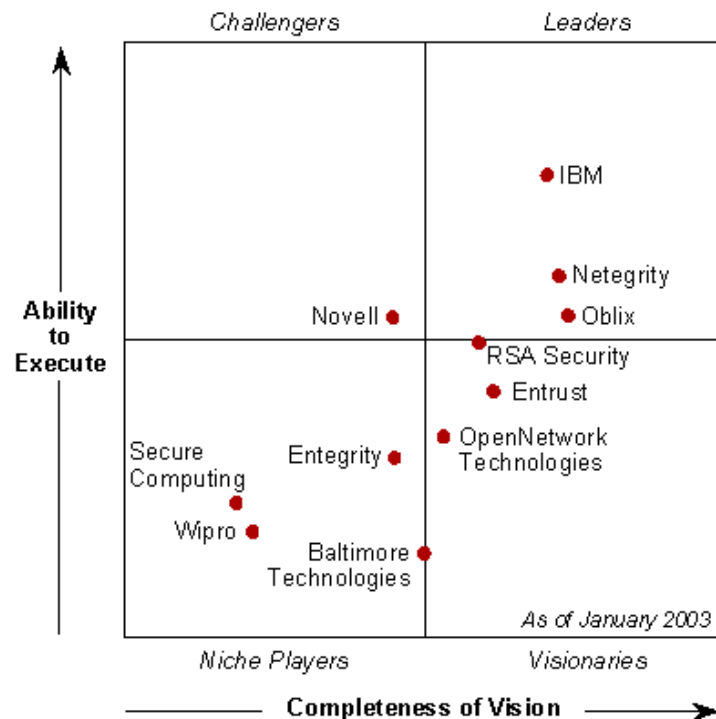 Challengers
Leaders
IBM
Netegrity
Novell
Oblix
Ability
to
Execute
RSA Security
Entrust
OpenNetwork
Technologies
Secure
Computing
Entegrity
Wipro
Baltimore
Technologies
As of January 2003
Niche Players
Visionaries
Completeness of Vision